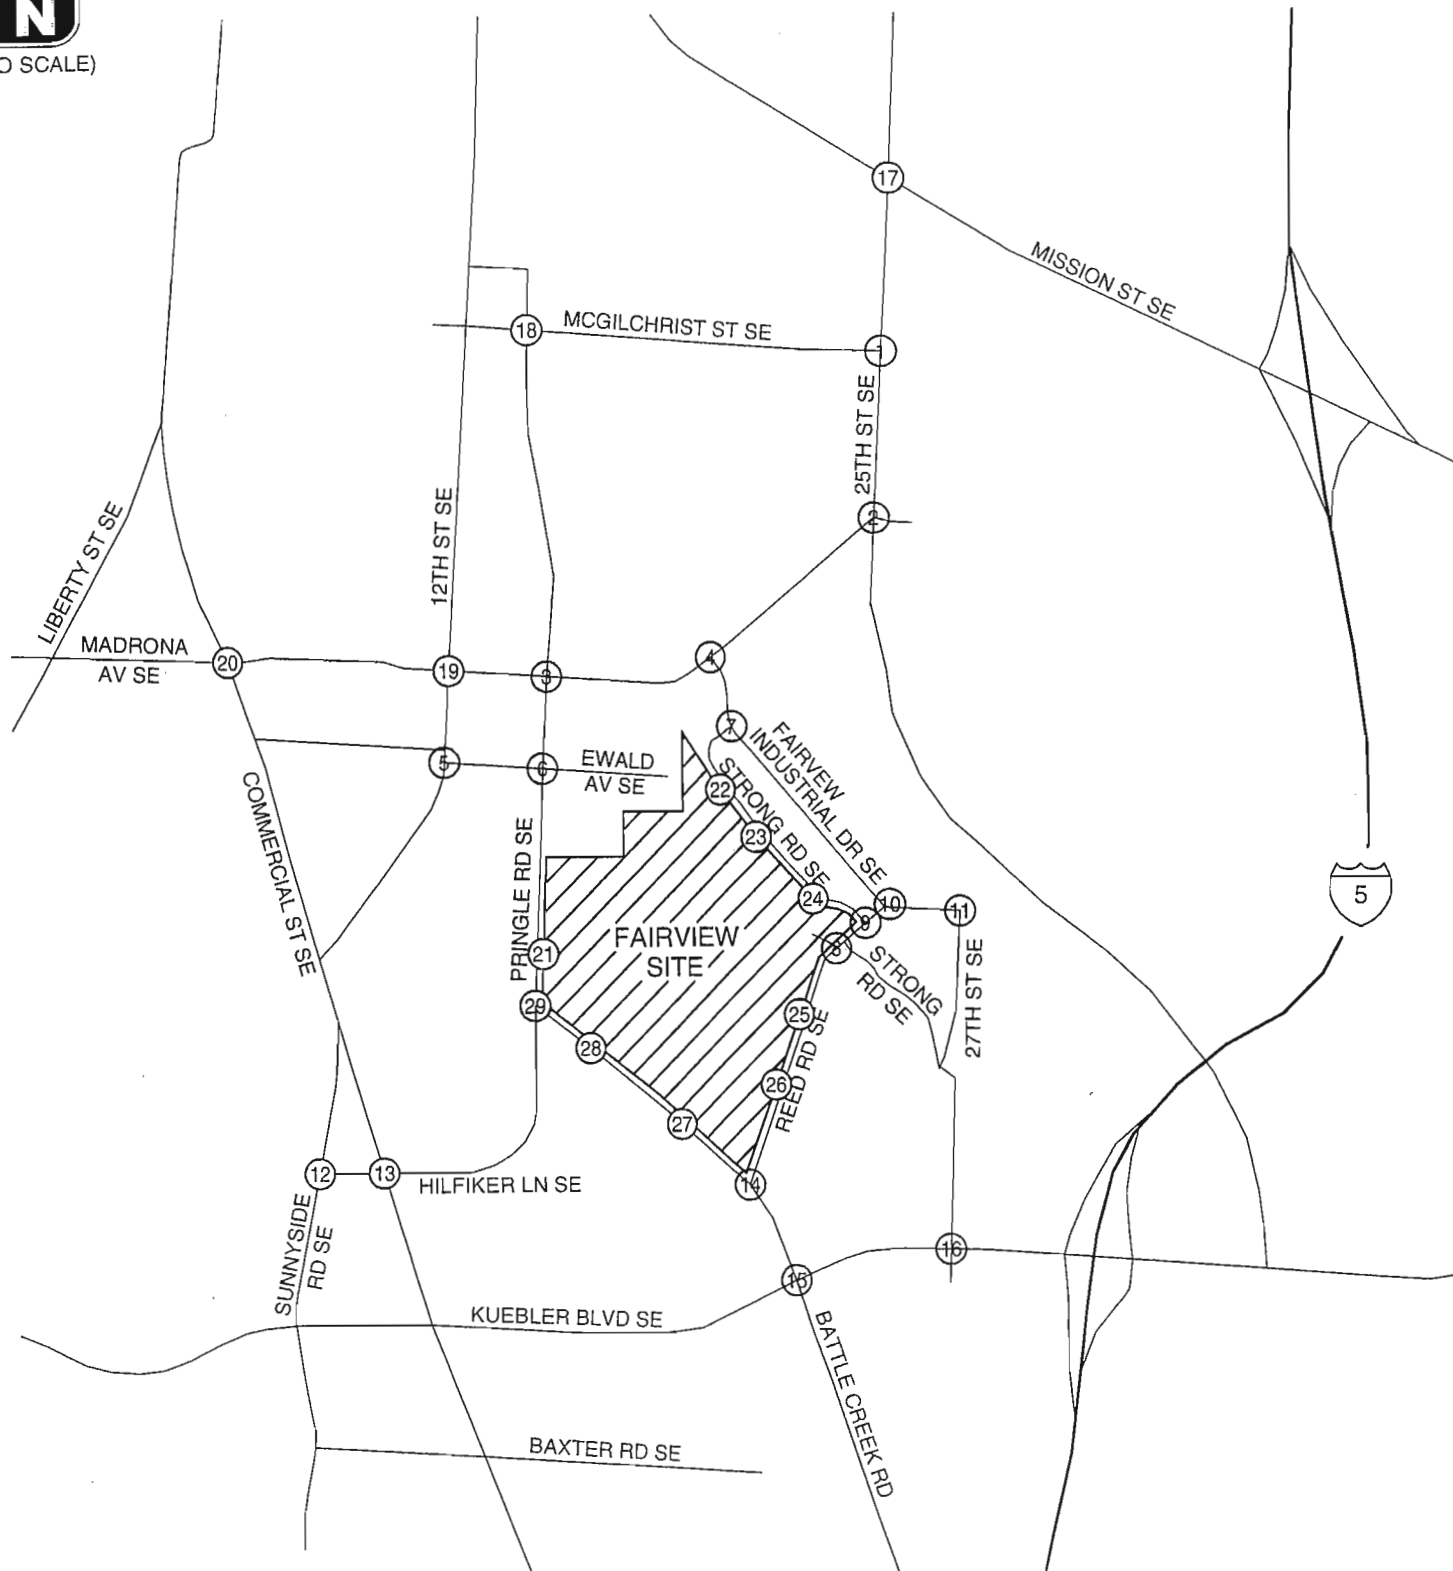 N
O SCALE)
17
MISSION ST SE
18
MCGILCHRIST ST SE
1
25TH ST SE
2
12TH ST SE
LIBERTY ST SE
MADRONA
AV SE
20
19
3
4
7
FAIRVIEW
INDUSTRIAL DR SE
5
6
EWALD
AV SE
STRONG RD SE
22
23
24
COMMERCIAL ST SE
PRINGLE RD SE
FAIRVIEW
SITE
10
11
9
8
5
STRONG
RD SE
27TH ST SE
21
29
28
25
26
REED RD SE
27
14
12
13
HILFIKER LN SE
SUNNYSIDE
RD SE
16
15
KUEBLER BLVD SE
BATTLE CREEK RD
BAXTER RD SE